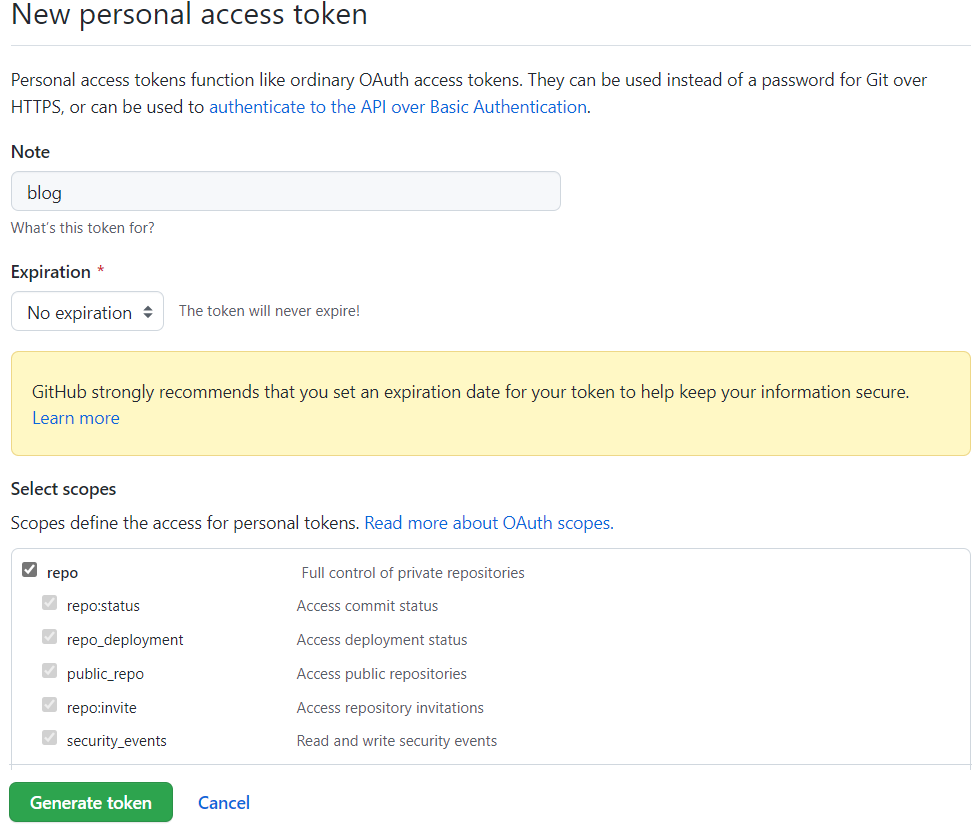 New personal access token
Personal access tokens function like ordinary OAuth access tokens. They can be used instead of a password for Git over
HTTPS, or can be used to authenticate to the API over Basic Authentication.
Note
blog
What's this token for?
Expiration *
No expiration The token will never expire!
GitHub strongly recommends that you set an expiration date for your token to help keep your information secure.
Learn more
Select scopes
Scopes define the access for personal tokens. Read more about OAuth scopes.
repo Full control of private repositories
repo:status Access commit status
repo_deployment Access deployment status
public_repo Access public repositories
repo:invite Access repository invitations
security_events Read and write security events
Generate token Cancel